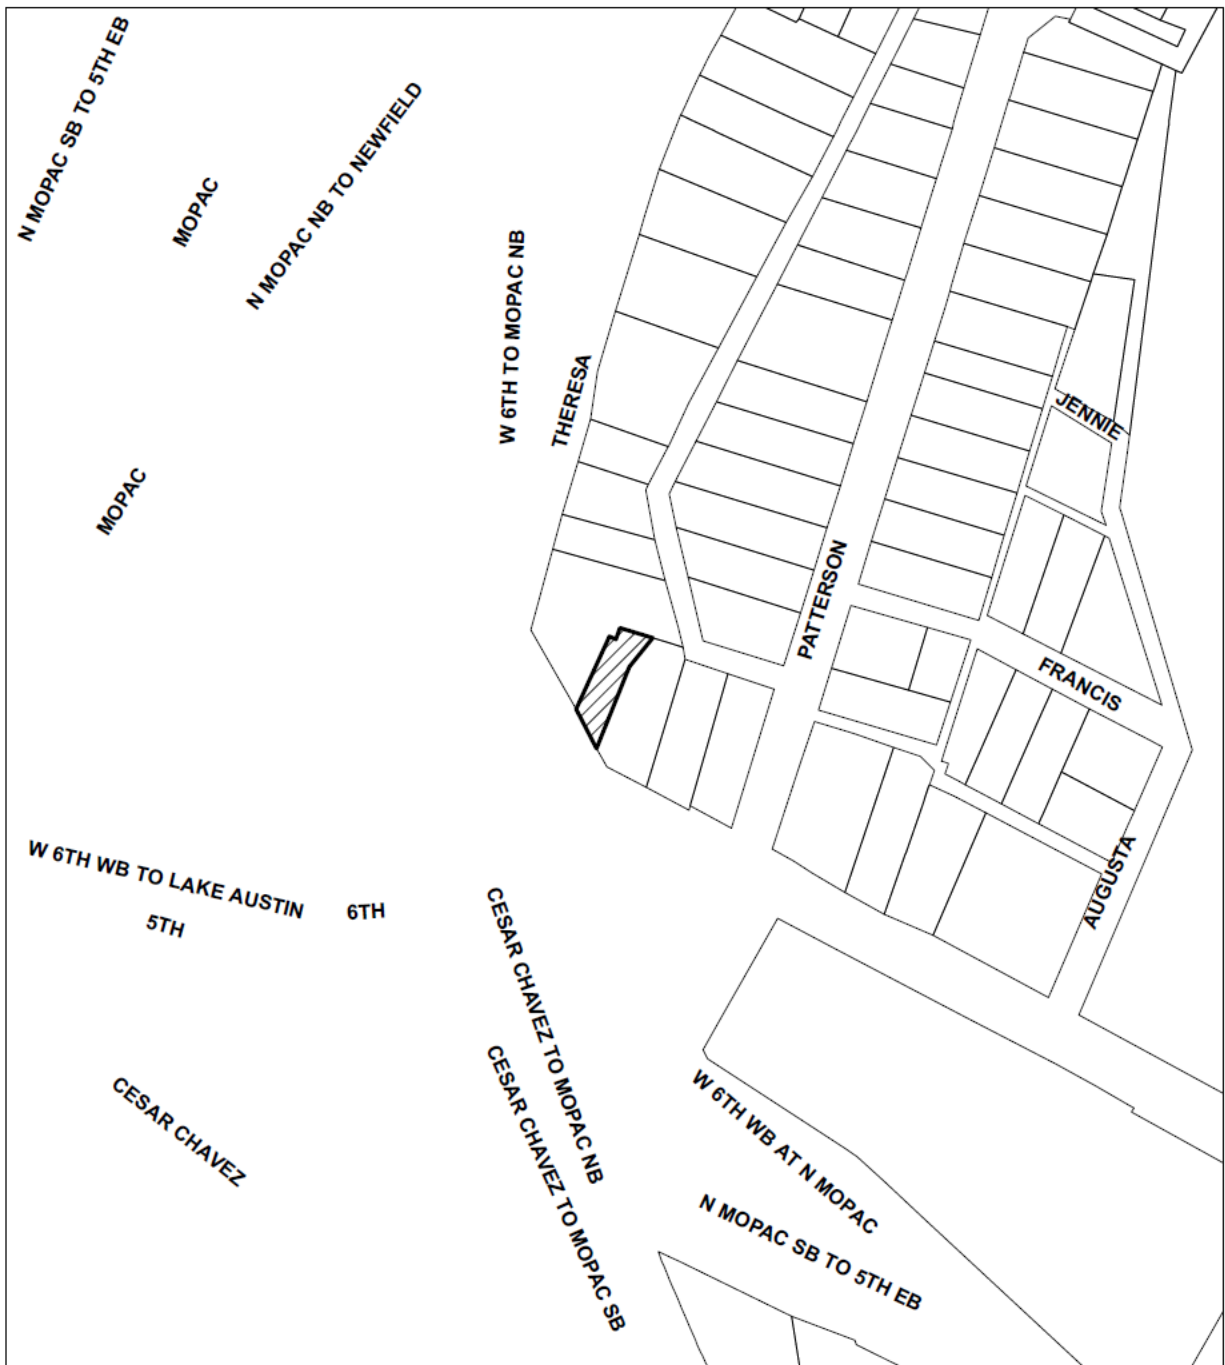 N MOPAC SB TO 5TH EB
MOPAC
N MOPAC NB TO NEWFIELD
W 6TH TO MOPAC NB
THERESA
JENNIE
MOPAC
PATTERSON
FRANCIS
W 6TH WB TO LAKE AUSTIN
6TH
5TH
AUGUSTA
CESAR CHAVEZ TO MOPAC NB
CESAR CHAVEZ TO MOPAC SB
CESAR CHAVEZ
W 6TH WB AT N MOPAC
N MOPAC SB TO 5TH EB